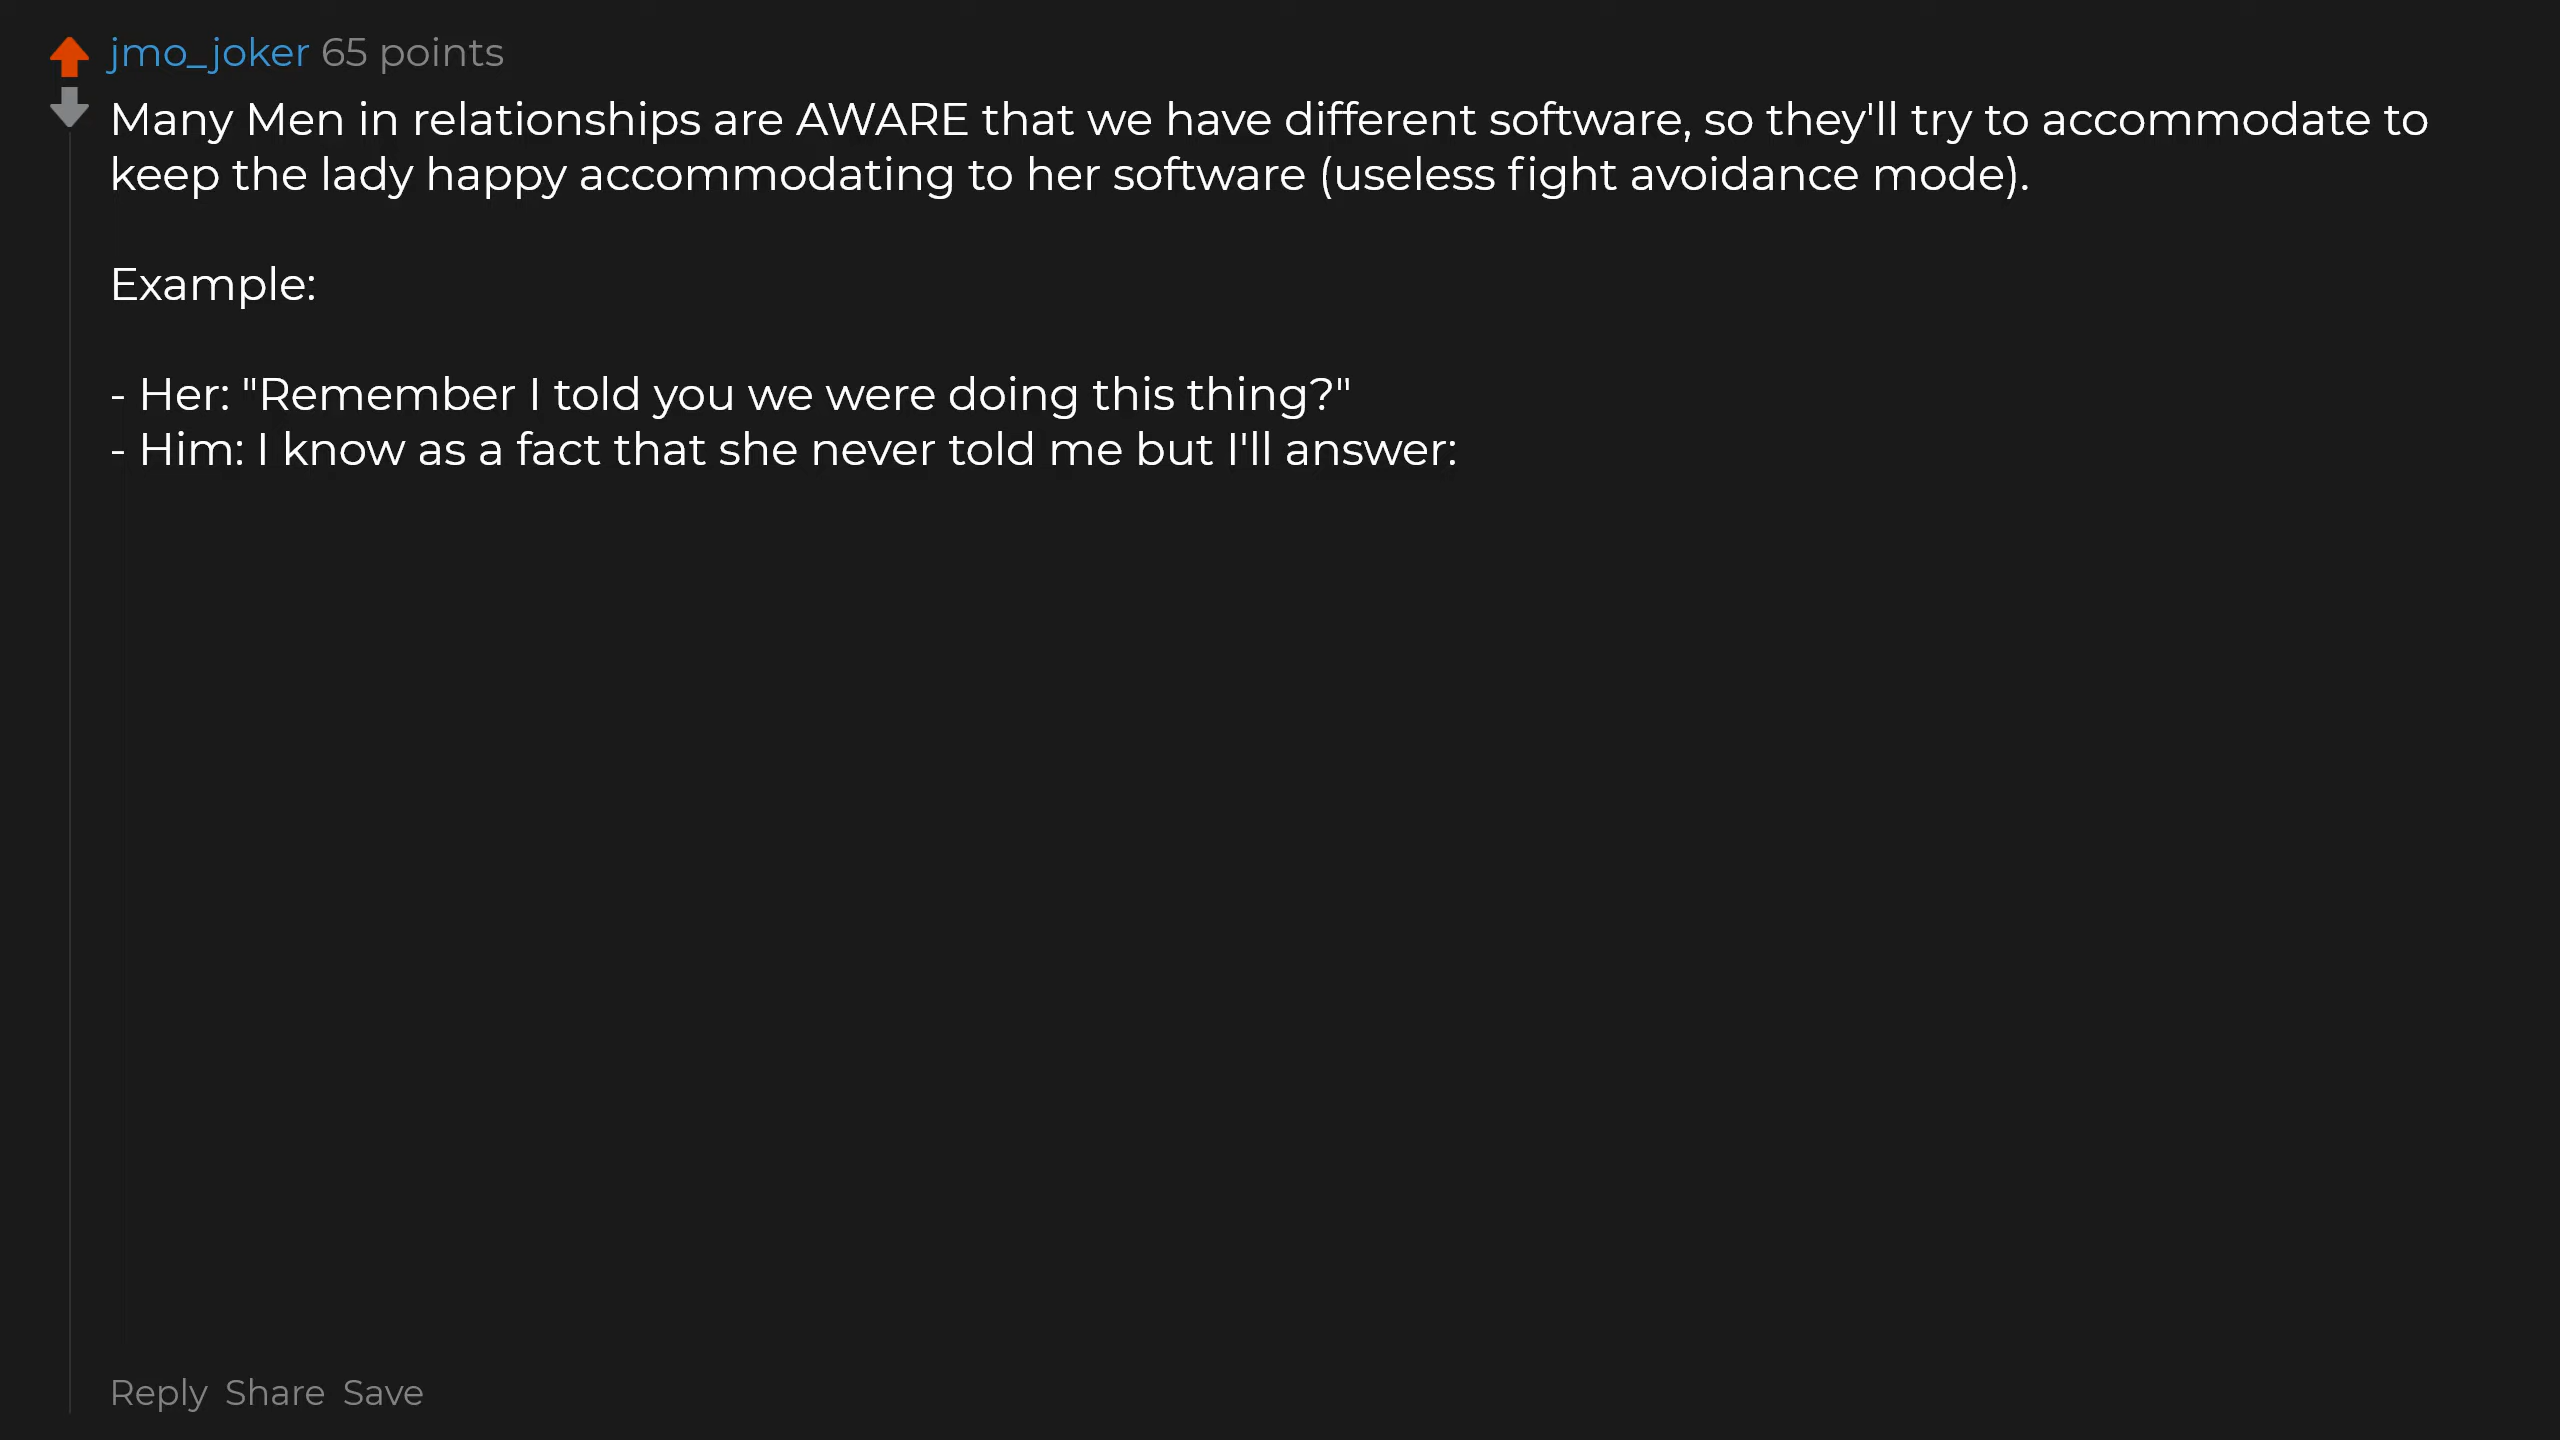 jmo_joker 65 points
Many Men in relationships are AWARE that we have different software, so they'll try to accommodate to
keep the lady happy accommodating to her software (useless fight avoidance mode).
Example:
- Her: "Remember I told you we were doing this thing?"
- Him: I know as a fact that she never told me but I'll answer:
Reply Share Save